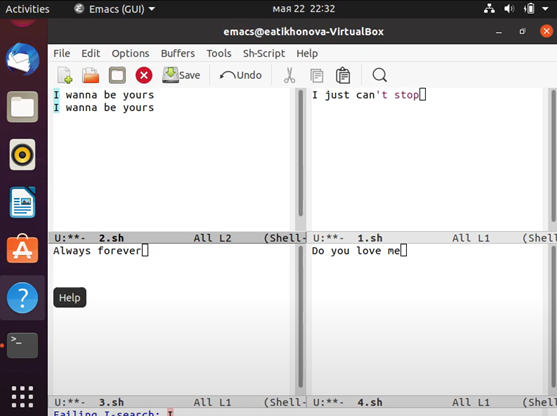 Activities Emacs (GUI) мая 22 22:32
emacs@eatikhonova-VirtualBox
File Edit Options Buffers Tools Sh-Script Help
Save Undo
I wanna be yours
I wanna be yours
I just can't stop
U:**- 2.sh All L2 (Shell-
U:**- 1.sh All L1 (Shell
Always forever
Do you love me
Help
>_
U:**- 3.sh All L1 (Shell-
U:**- 4.sh All L1 (Shell
Failing I-search: I